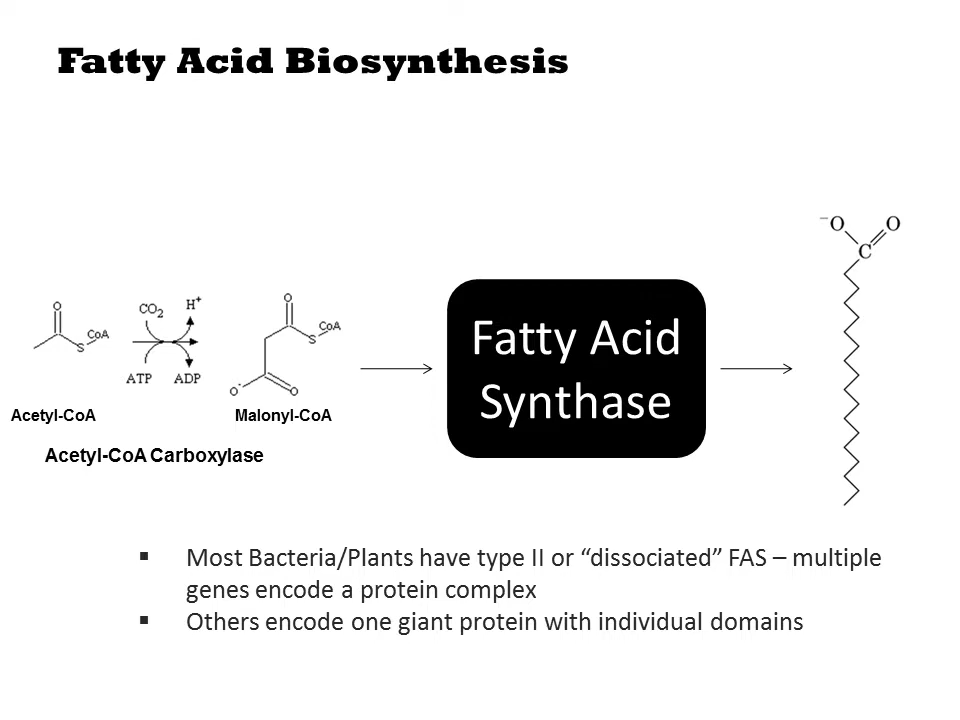 Fatty Acid Biosynthesis
⁻O O
C
O
CoA
S
CO₂ H⁺
ATP ADP
O
CoA
S
O⁻ O
Fatty Acid
Synthase
Acetyl-CoA
Malonyl-CoA
Acetyl-CoA Carboxylase
▪ Most Bacteria/Plants have type II or “dissociated” FAS – multiple
genes encode a protein complex
▪ Others encode one giant protein with individual domains